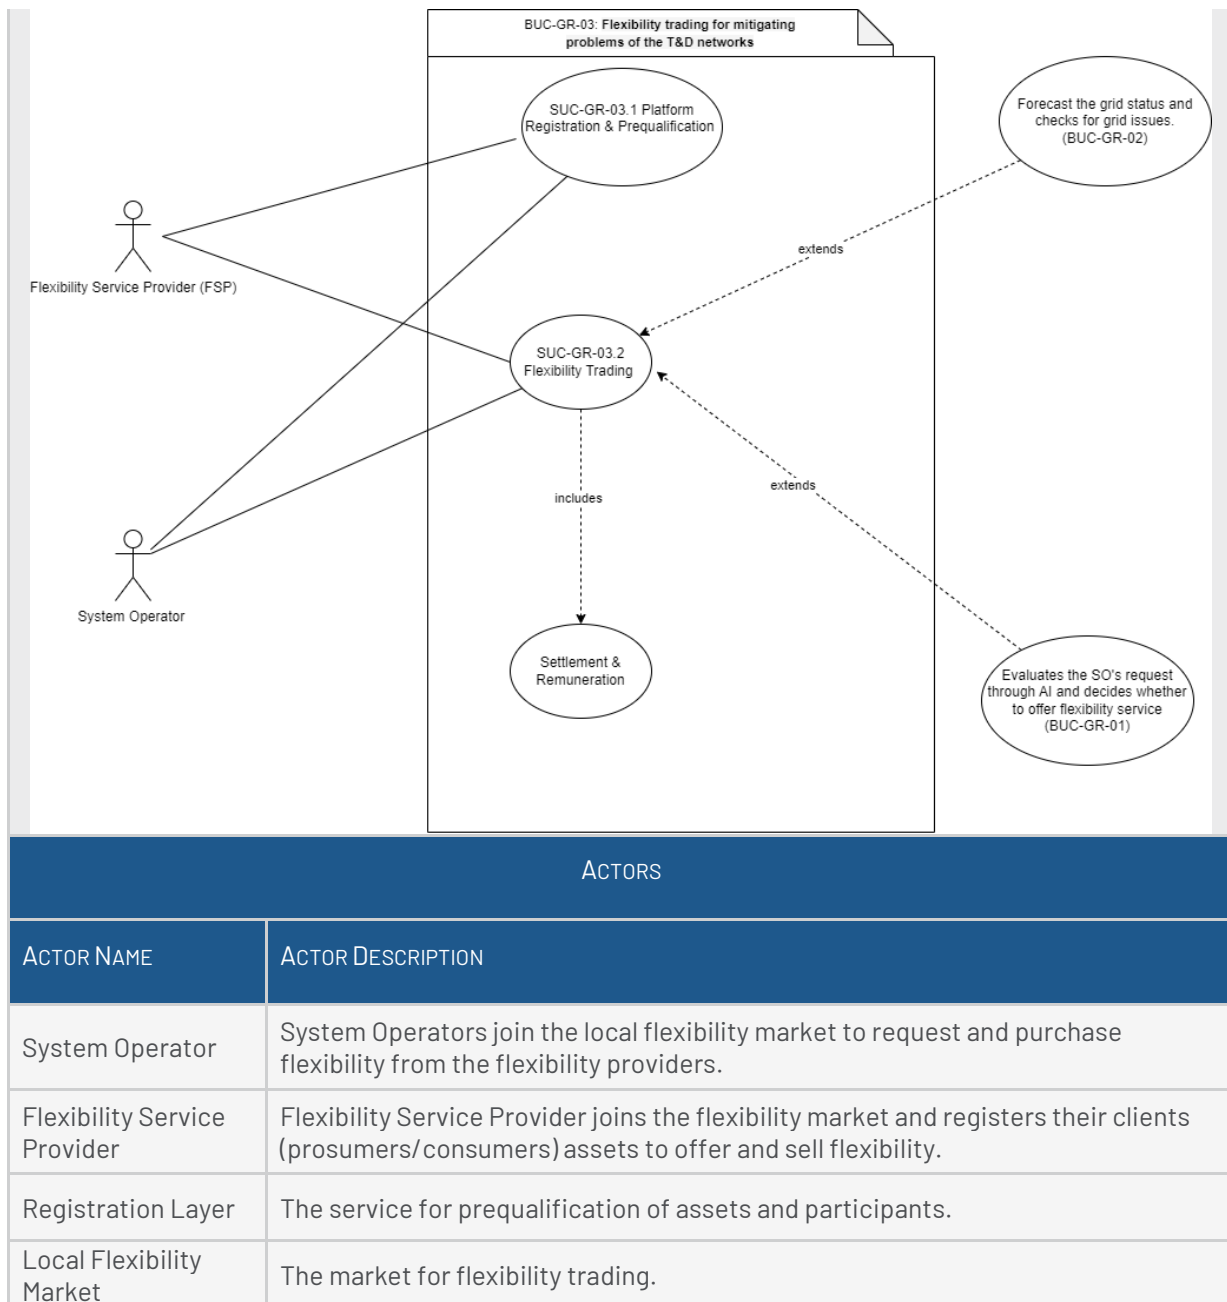 BUC-GR-03: Flexibility trading for mitigating
problems of the T&D networks
SUC-GR-03.1 Platform
Registration & Prequalification
Forecast the grid status and
checks for grid issues.
(BUC-GR-02)
extends
Flexibility Service Provider (FSP)
SUC-GR-03.2
Flexibility Trading
extends
includes
System Operator
Settlement &
Remuneration
Evaluates the SO's request
through AI and decides whether
to offer flexibility service
(BUC-GR-01)
ACTORS
ACTOR NAME
ACTOR DESCRIPTION
System Operator
System Operators join the local flexibility market to request and purchase
flexibility from the flexibility providers.
Flexibility Service
Provider
Flexibility Service Provider joins the flexibility market and registers their clients
(prosumers/consumers) assets to offer and sell flexibility.
Registration Layer
The service for prequalification of assets and participants.
Local Flexibility
Market
The market for flexibility trading.